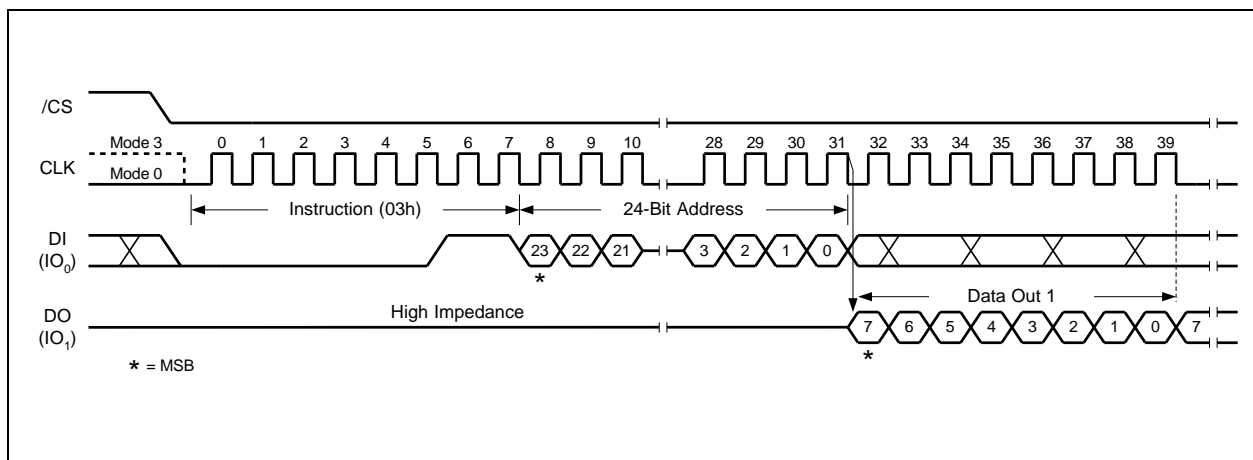 /CS
Mode 3
0 1 2 3 4 5 6 7 8 9 10 28 29 30 31 32 33 34 35 36 37 38 39
CLK
Mode 0
Instruction (03h) 24-Bit Address
DI
(IO0)
23 22 21 3 2 1 0
*
Data Out 1
High Impedance
DO
(IO1)
7 6 5 4 3 2 1 0 7
*
* = MSB